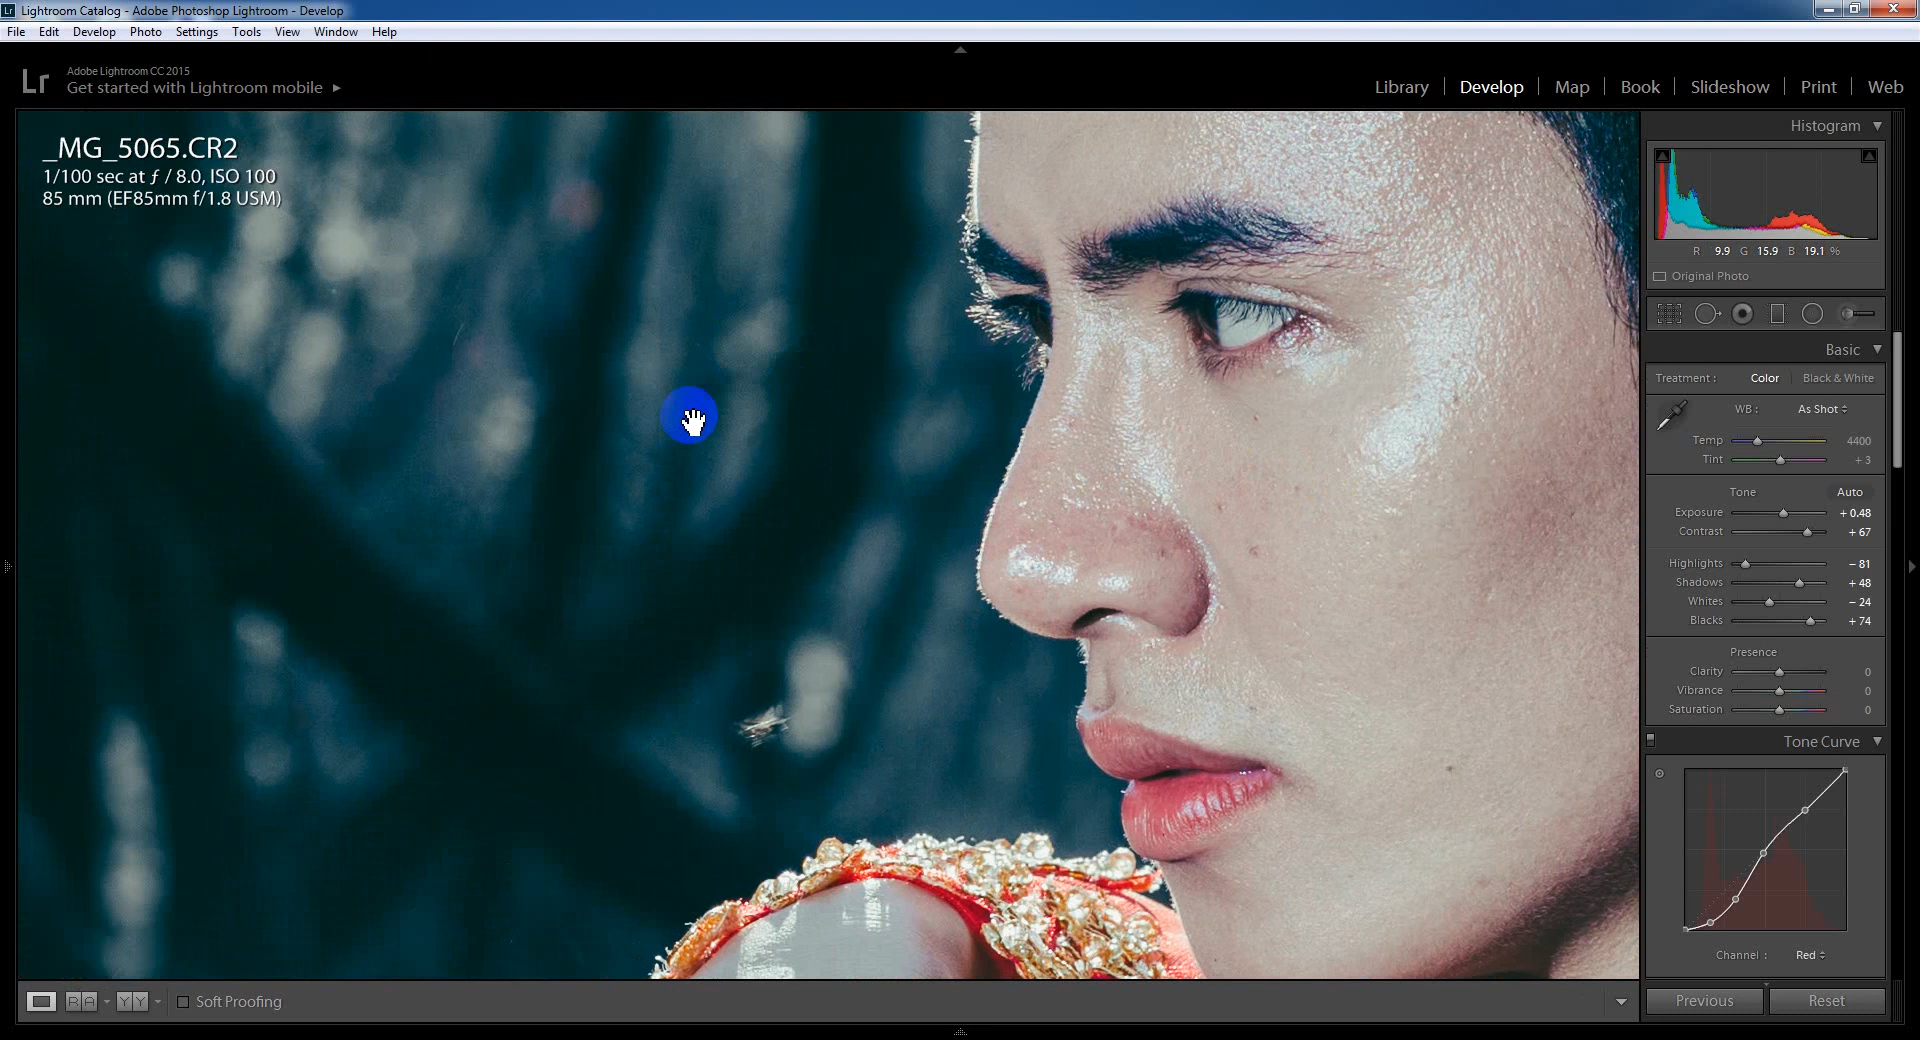 Lightroom Catalog - Adobe Photoshop Lightroom - Develop
File Edit Develop Photo Settings Tools View Window Help
Adobe Lightroom CC 2015
Lr Get started with Lightroom mobile
Library Develop Map Book Slideshow Print Web
_MG_5065.CR2
1/100 sec at ƒ / 8.0, ISO 100
85 mm (EF85mm f/1.8 USM)
Histogram
R 9.9 G 15.9 B 19.1 %
Original Photo
Basic
Treatment : Color Black & White
WB : As Shot
Temp 4400
Tint + 3
Tone Auto
Exposure + 0.48
Contrast + 67
Highlights − 81
Shadows + 48
Whites − 24
Blacks + 74
Presence
Clarity 0
Vibrance 0
Saturation 0
Tone Curve
Channel : Red
R A Y Y Soft Proofing
Previous Reset